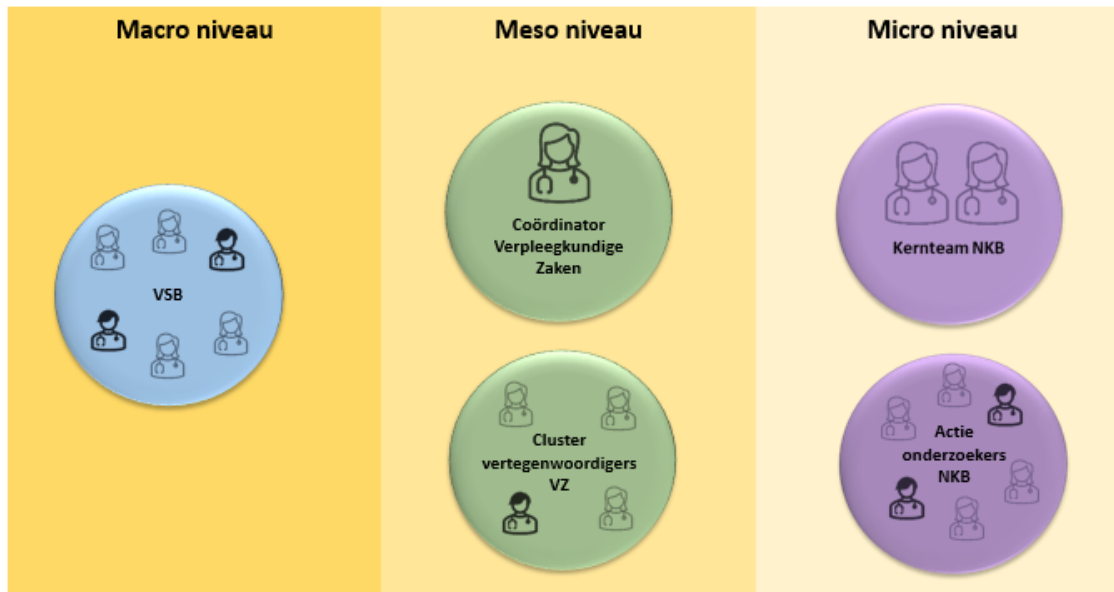 Macro niveau
Meso niveau
Micro niveau
VSB
Coördinator
Verpleegkundige
Zaken
Cluster
vertegenwoordigers
VZ
Kernteam NKB
Actie
onderzoekers
NKB